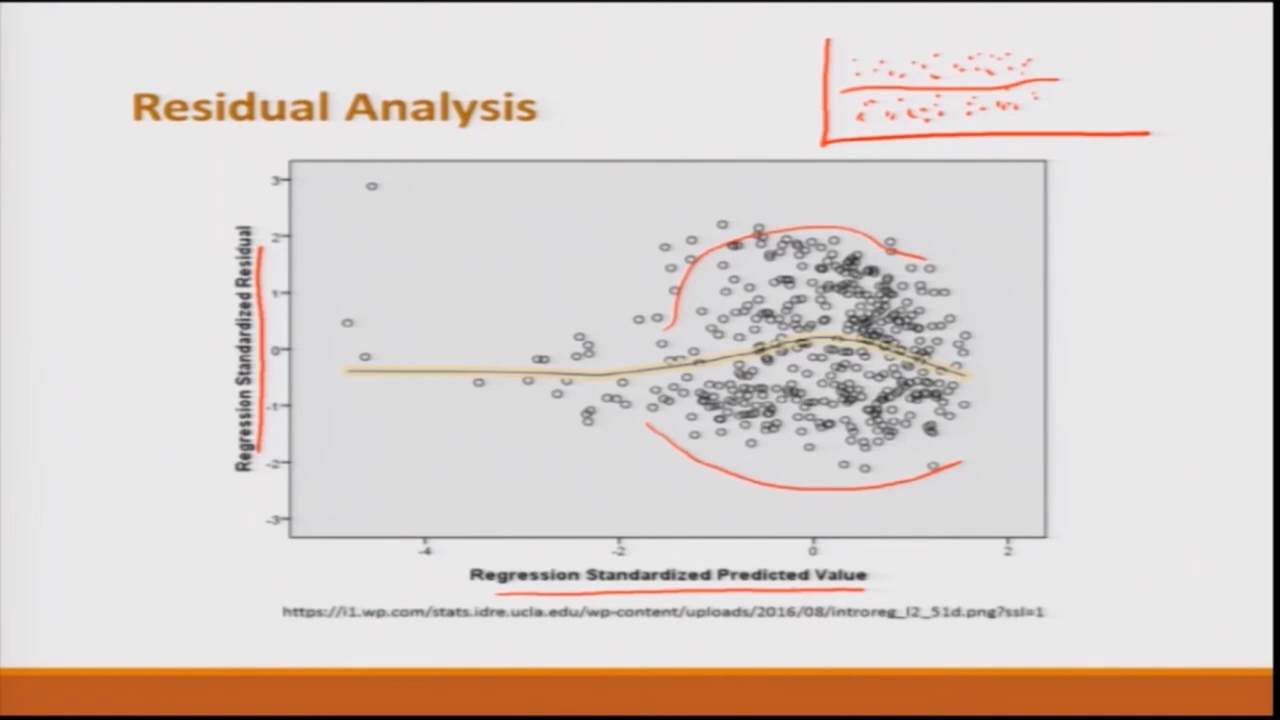 Residual Analysis
Regression Standardized Residual
3
2
1
0
-1
-2
-3
-4
-2
0
2
Regression Standardized Predicted Value
https://i1.wp.com/stats.idre.ucla.edu/wp-content/uploads/2016/08/introreg_l2_51d.png?ssl=1